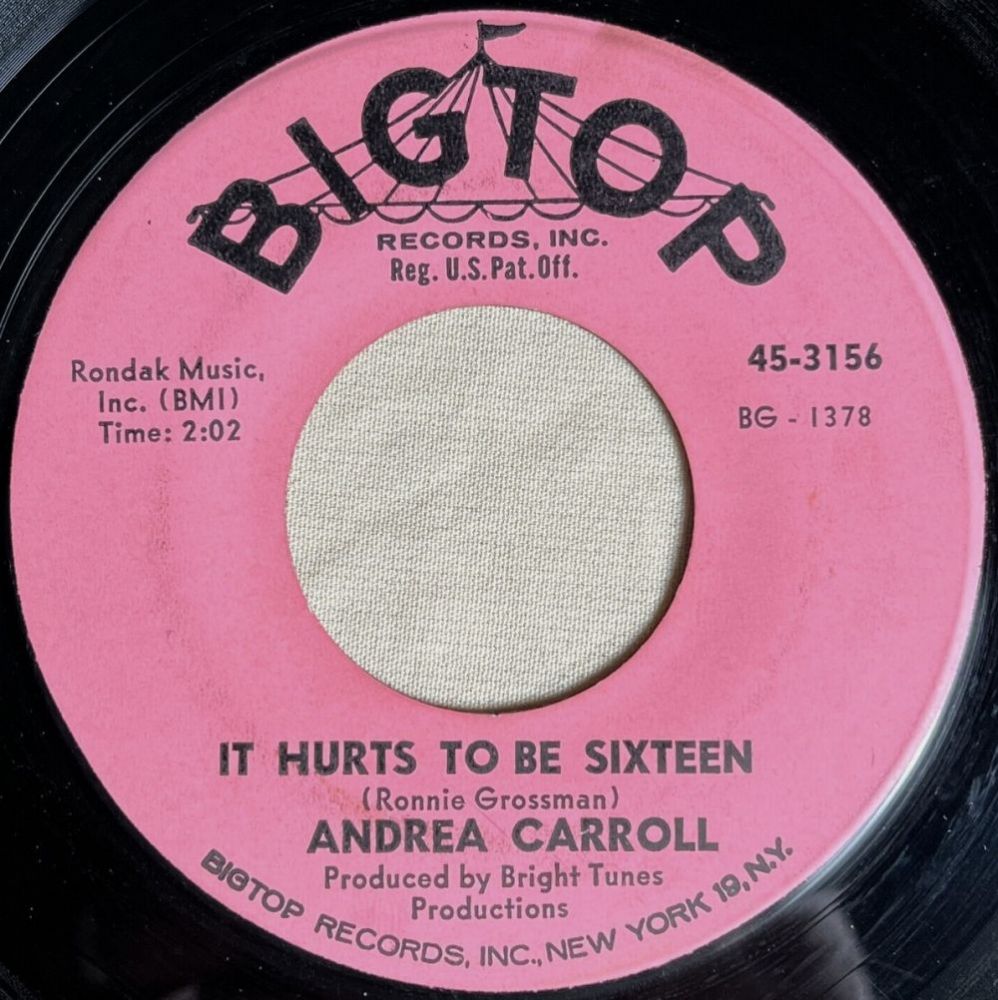 BIGTOP
RECORDS, INC.
Reg. U.S. Pat. Off.
Rondak Music,
Inc. (BMI)
Time: 2:02
45-3156
BG - 1378
IT HURTS TO BE SIXTEEN
(Ronnie Grossman)
ANDREA CARROLL
Produced by Bright Tunes
Productions
BIGTOP RECORDS, INC., NEW YORK 19, N.Y.